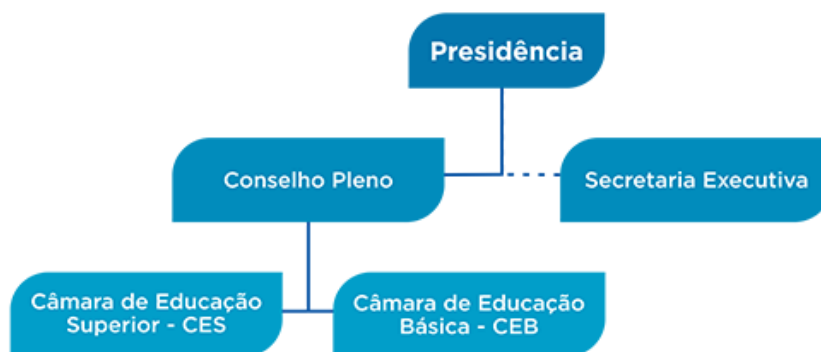 Presidência
Conselho Pleno
Secretaria Executiva
Câmara de Educação
Superior - CES
Câmara de Educação
Básica - CEB